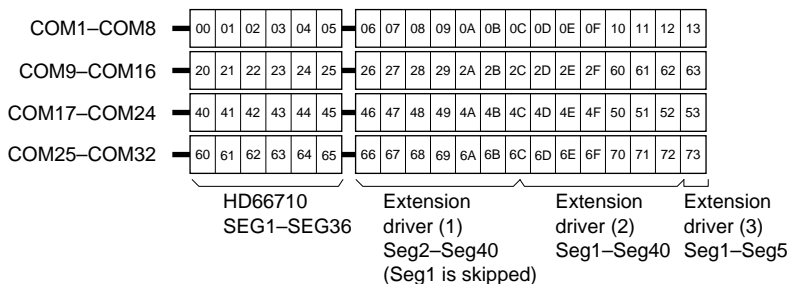 COM1–COM8 00 01 02 03 04 05 06 07 08 09 0A 0B 0C 0D 0E 0F 10 11 12 13
COM9–COM16 20 21 22 23 24 25 26 27 28 29 2A 2B 2C 2D 2E 2F 60 61 62 63
COM17–COM24 40 41 42 43 44 45 46 47 48 49 4A 4B 4C 4D 4E 4F 50 51 52 53
COM25–COM32 60 61 62 63 64 65 66 67 68 69 6A 6B 6C 6D 6E 6F 70 71 72 73
HD66710
SEG1–SEG36
Extension
driver (1)
Seg2–Seg40
(Seg1 is skipped)
Extension
driver (2)
Seg1–Seg40
Extension
driver (3)
Seg1–Seg5